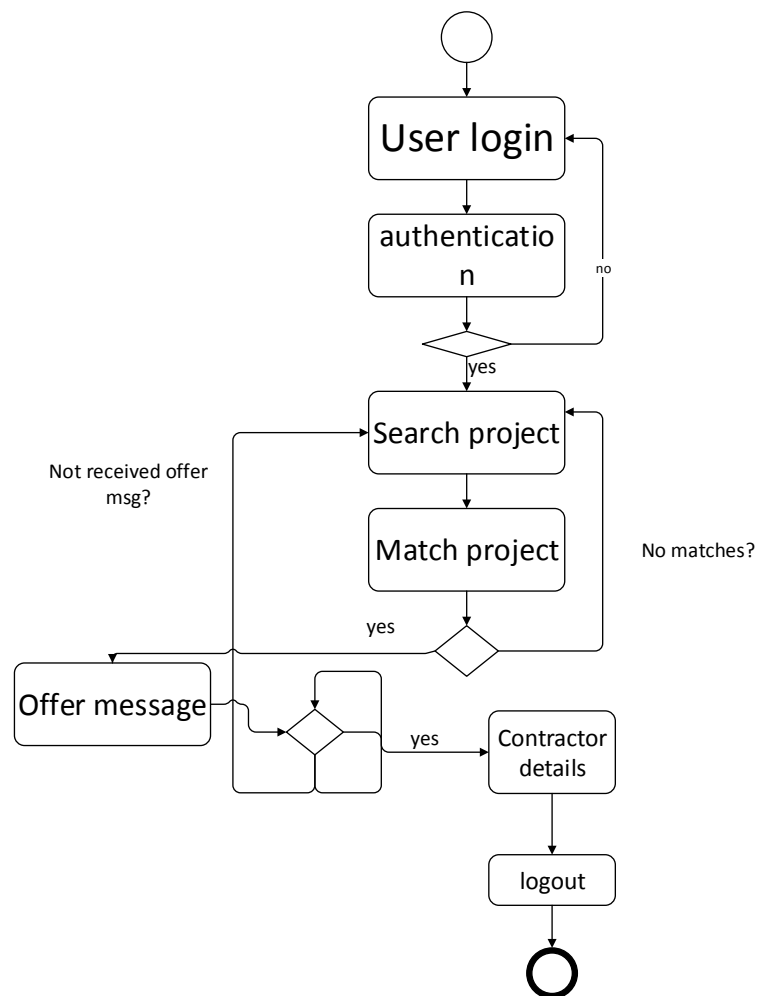 User login
authenticatio
n
no
yes
Search project
Not received offer
msg?
Match project
No matches?
yes
Offer message
yes
Contractor
details
logout